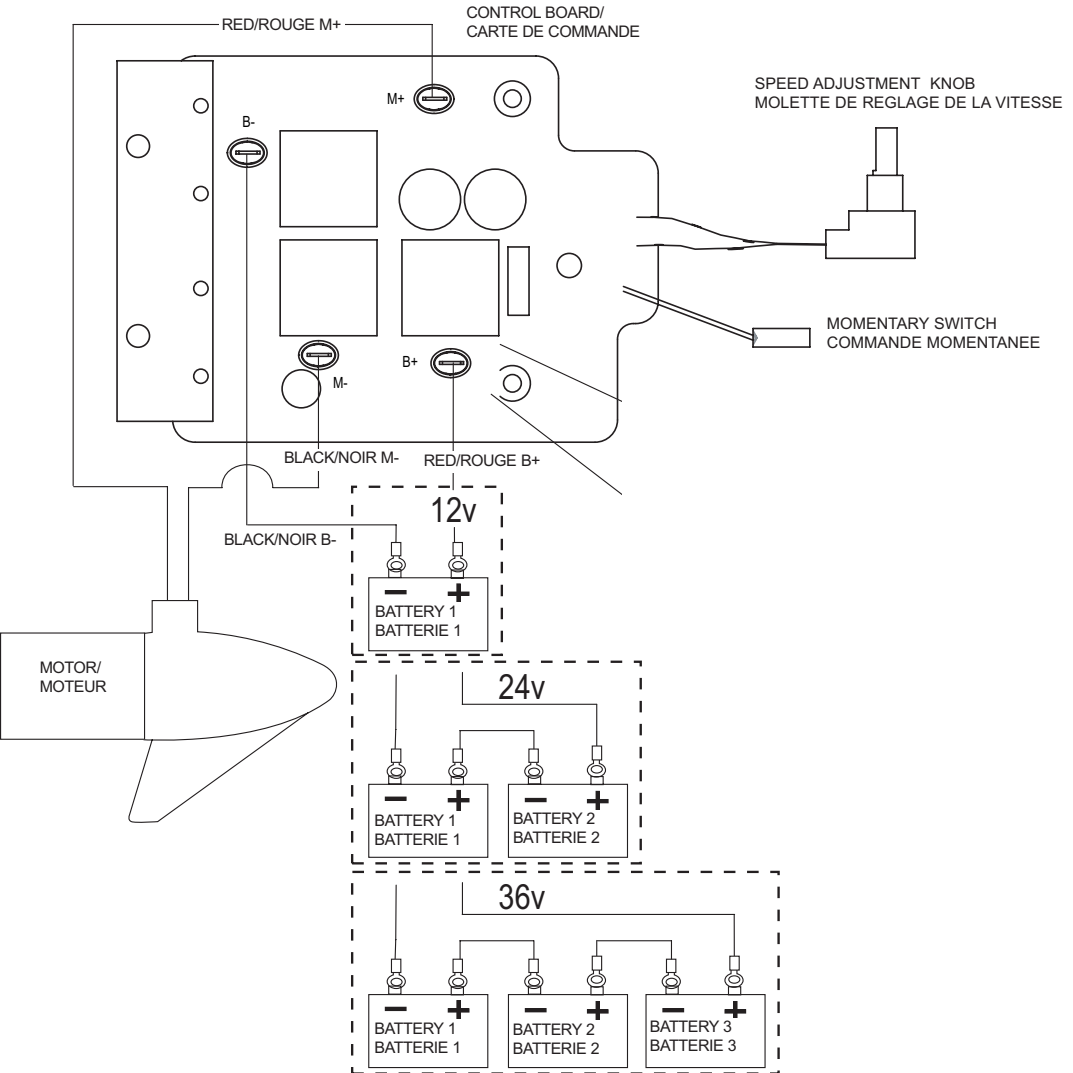 CONTROL BOARD/
CARTE DE COMMANDE
RED/ROUGE M+
SPEED ADJUSTMENT KNOB
MOLETTE DE REGLAGE DE LA VITESSE
M+
B-
MOMENTARY SWITCH
COMMANDE MOMENTANEE
B+
M-
BLACK/NOIR M-
RED/ROUGE B+
12v
BLACK/NOIR B-
BATTERY 1
BATTERIE 1
MOTOR/
MOTEUR
24v
BATTERY 1
BATTERIE 1
BATTERY 2
BATTERIE 2
36v
BATTERY 1
BATTERIE 1
BATTERY 2
BATTERIE 2
BATTERY 3
BATTERIE 3